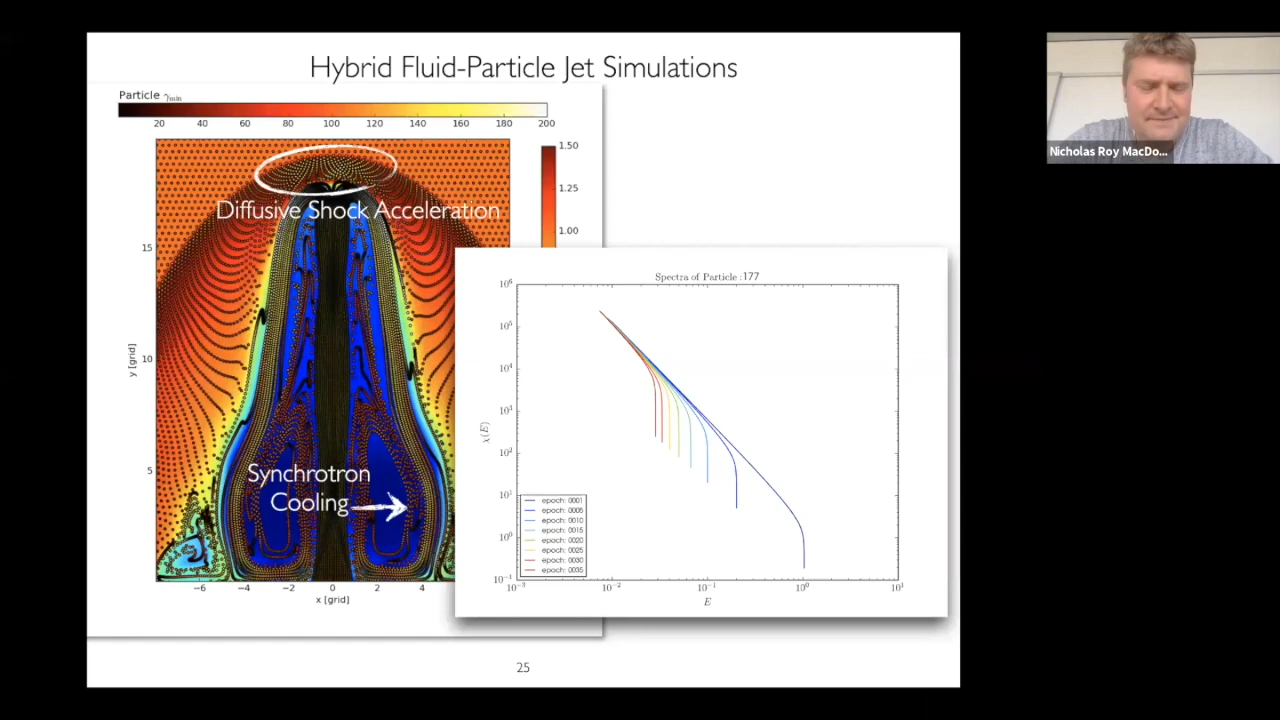 Hybrid Fluid-Particle Jet Simulations
Particle γmin
20 40 60 80 100 120 140 160 180 200
1.50
1.25
1.00
Diffusive Shock Acceleration
15
10
5
y [grid]
Synchrotron
Cooling
−6 −4 −2 0 2 4
x [grid]
Spectra of Particle :177
10^6
10^5
10^4
10^3
10^2
10^1
10^0
10^-1
χ(E)
epoch: 0001
epoch: 0005
epoch: 0010
epoch: 0015
epoch: 0020
epoch: 0025
epoch: 0030
epoch: 0035
10^-3 10^-2 10^-1 10^0 10^1
E
25
Nicholas Roy MacDo...